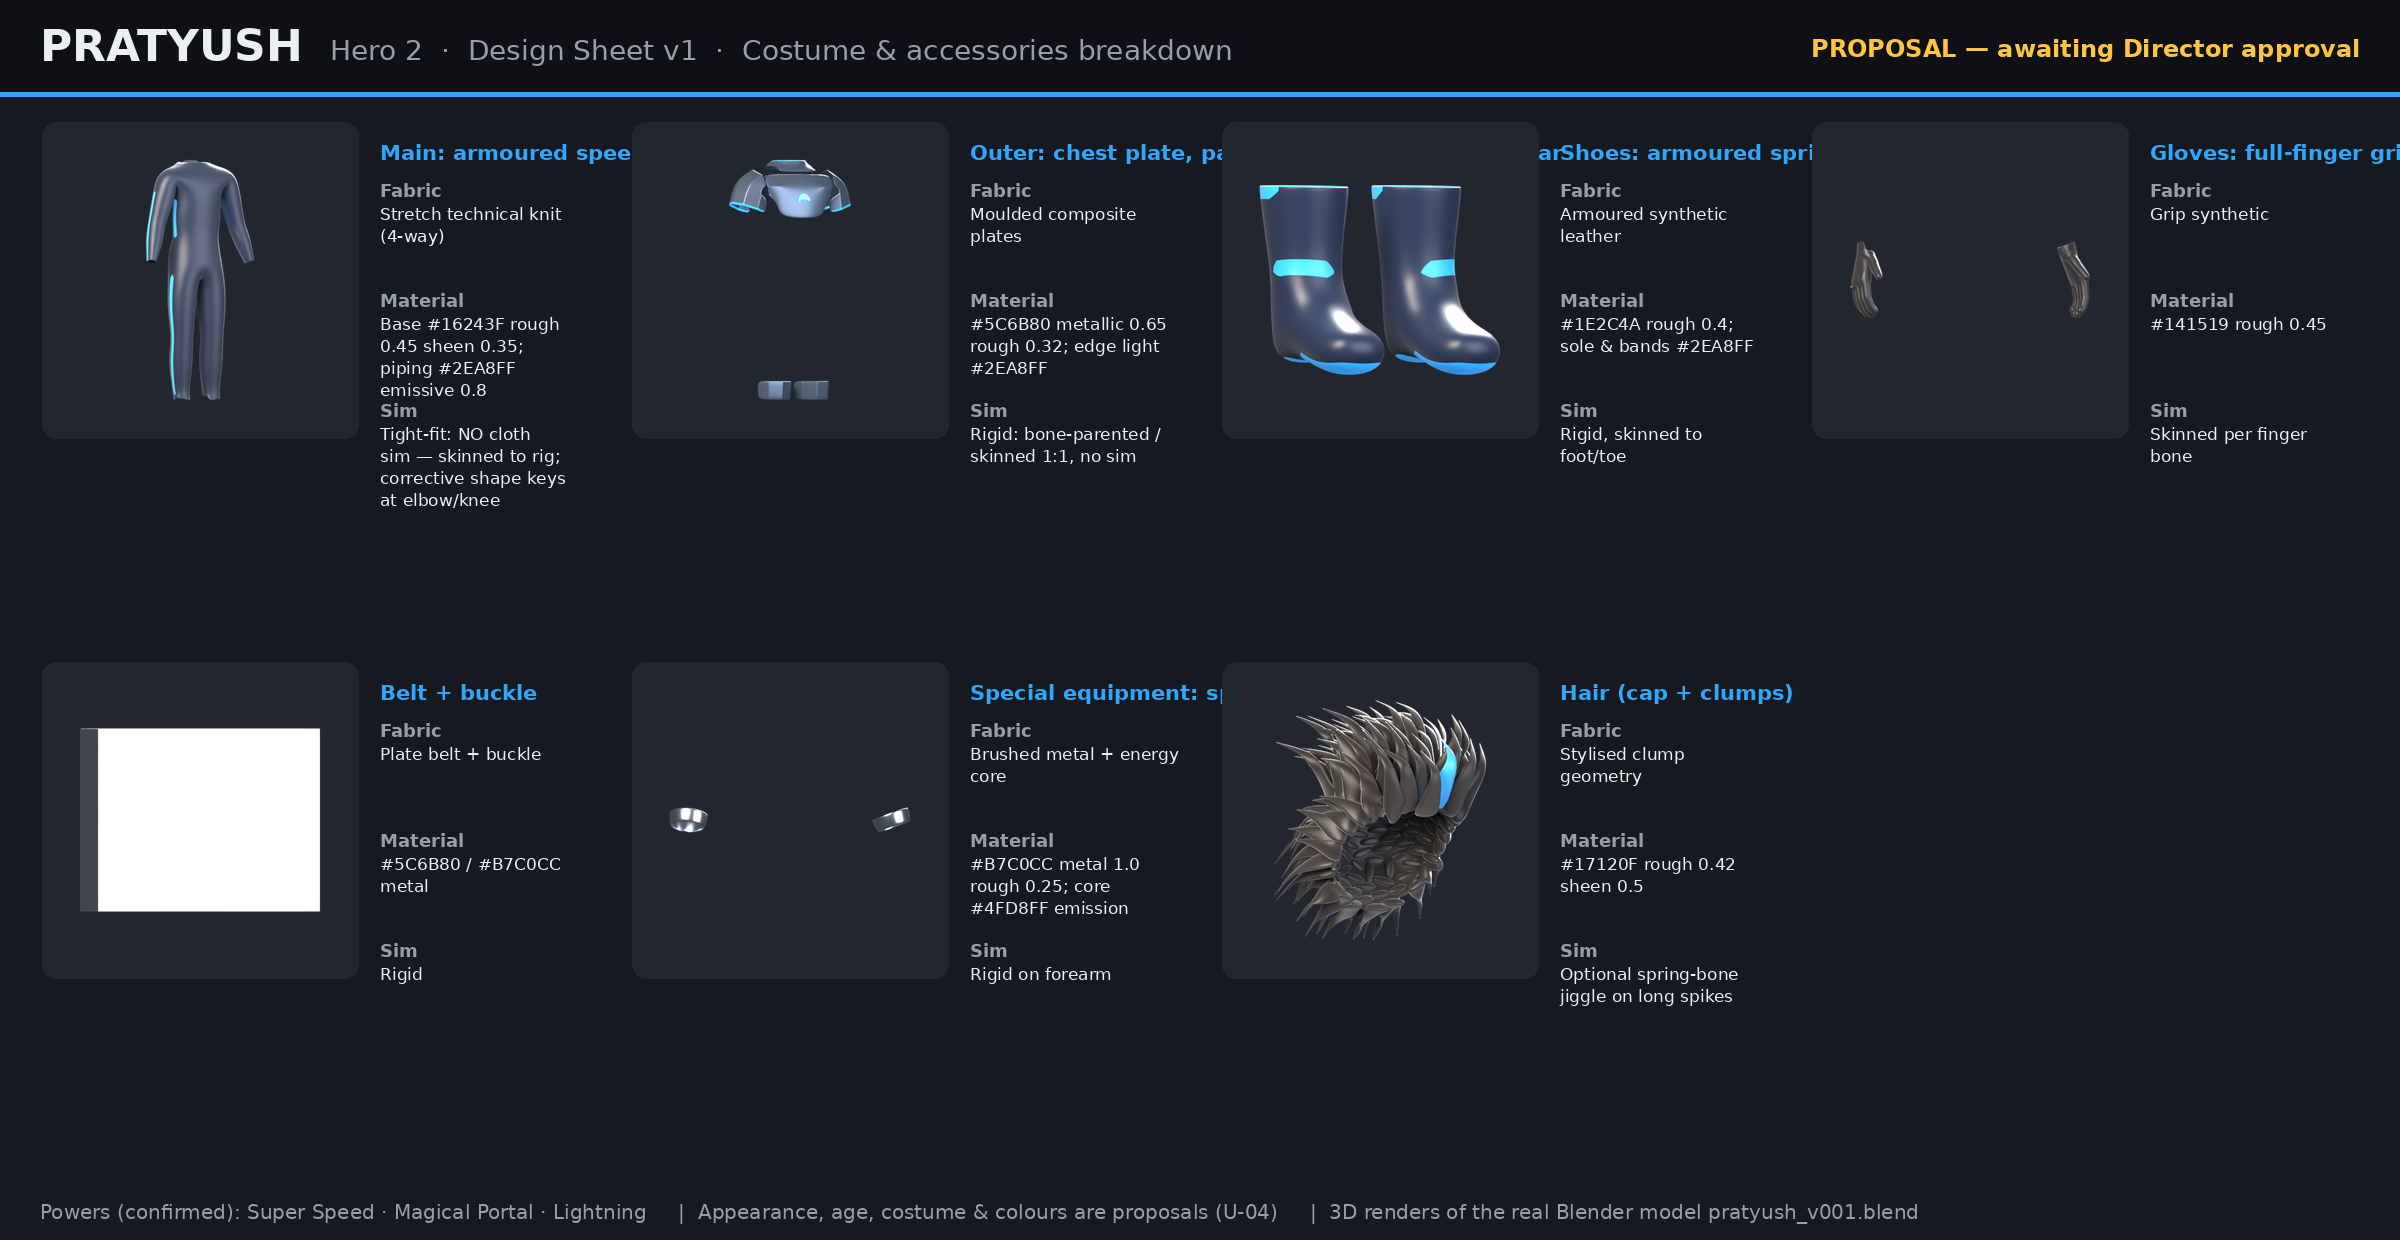 PRATYUSH Hero 2 · Design Sheet v1 · Costume & accessories breakdown
PROPOSAL — awaiting Director approval
Main: armoured
Fabric
Stretch technical knit
(4-way)
Material
Base #16243F rough
0.45 sheen 0.35;
piping #2EA8FF
emissive 0.8
Sim
Tight-fit: NO cloth
sim — skinned to rig;
corrective shape keys
at elbow/knee
Outer: chest plate,
Fabric
Moulded composite
plates
Material
#5C6B80 metallic 0.65
rough 0.32; edge light
#2EA8FF
Sim
Rigid: bone-parented /
skinned 1:1, no sim
Shoes: armoured
Fabric
Armoured synthetic
leather
Material
#1E2C4A rough 0.4;
sole & bands #2EA8FF
Sim
Rigid, skinned to
foot/toe
Gloves: full-finger
Fabric
Grip synthetic
Material
#141519 rough 0.45
Sim
Skinned per finger
bone
Belt + buckle
Fabric
Plate belt + buckle
Material
#5C6B80 / #B7C0CC
metal
Sim
Rigid
Special equipment:
Fabric
Brushed metal + energy
core
Material
#B7C0CC metal 1.0
rough 0.25; core
#4FD8FF emission
Sim
Rigid on forearm
Hair (cap + clumps)
Fabric
Stylised clump
geometry
Material
#17120F rough 0.42
sheen 0.5
Sim
Optional spring-bone
jiggle on long spikes
Powers (confirmed): Super Speed · Magical Portal · Lightning | Appearance, age, costume & colours are proposals (U-04) | 3D renders of the real Blender model pratyush_v001.blend